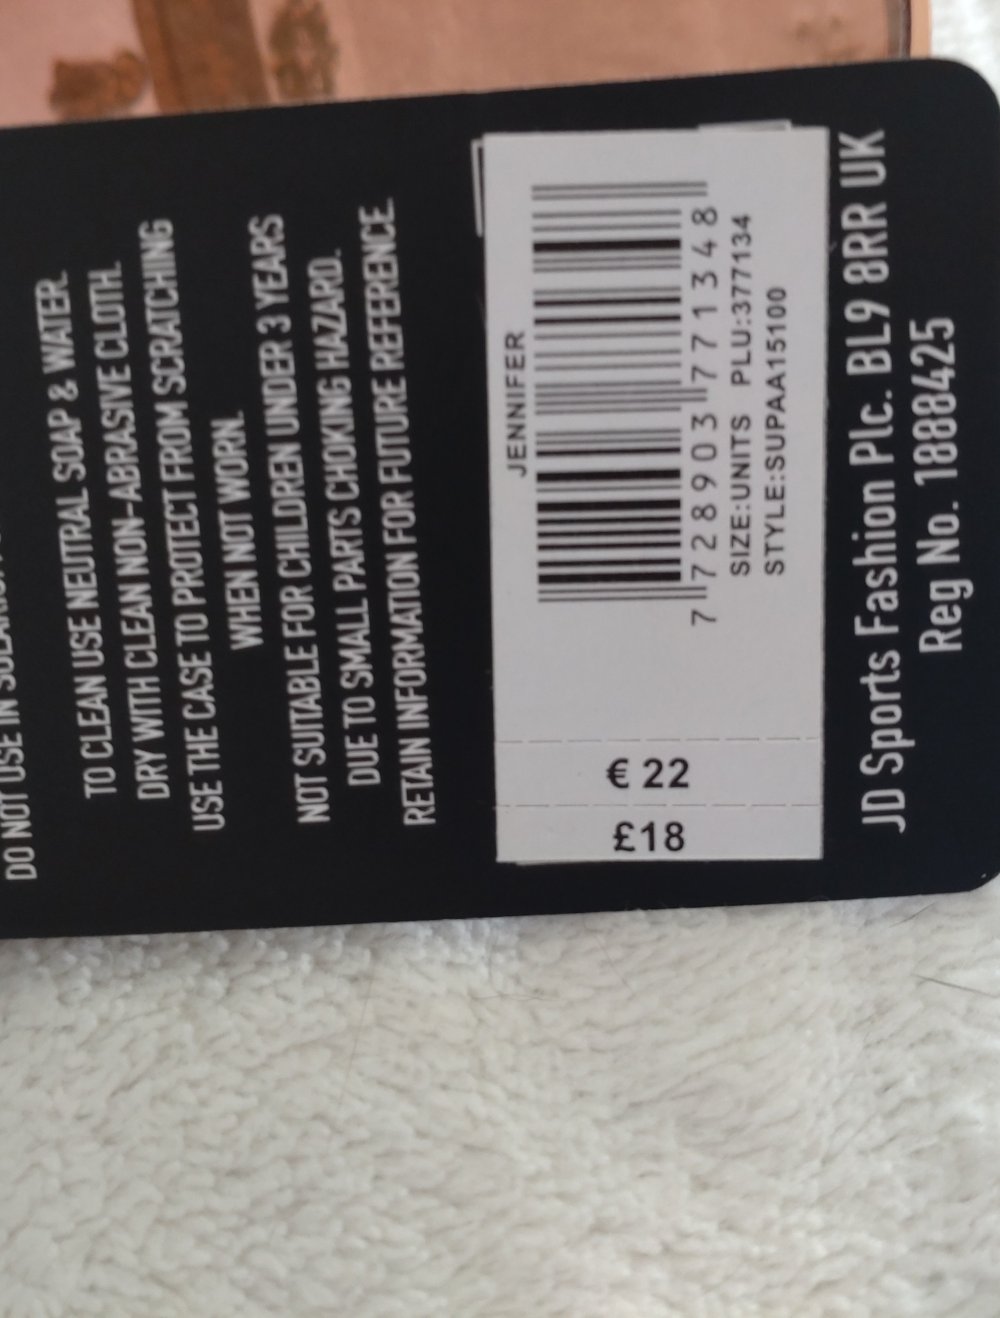 DO NOT USE IN
TO CLEAN USE NEUTRAL SOAP & WATER.
DRY WITH CLEAN NON-ABRASIVE CLOTH.
USE THE CASE TO PROTECT FROM SCRATCHING
WHEN NOT WORN.
NOT SUITABLE FOR CHILDREN UNDER 3 YEARS
DUE TO SMALL PARTS CHOKING HAZARD.
RETAIN INFORMATION FOR FUTURE REFERENCE.
JENNIFER
7 728903 771348
SIZE:UNITS PLU:377134
STYLE:SUPAA15100
€ 22
£18
JD Sports Fashion Plc. BL9 8RR UK
Reg No. 1888425